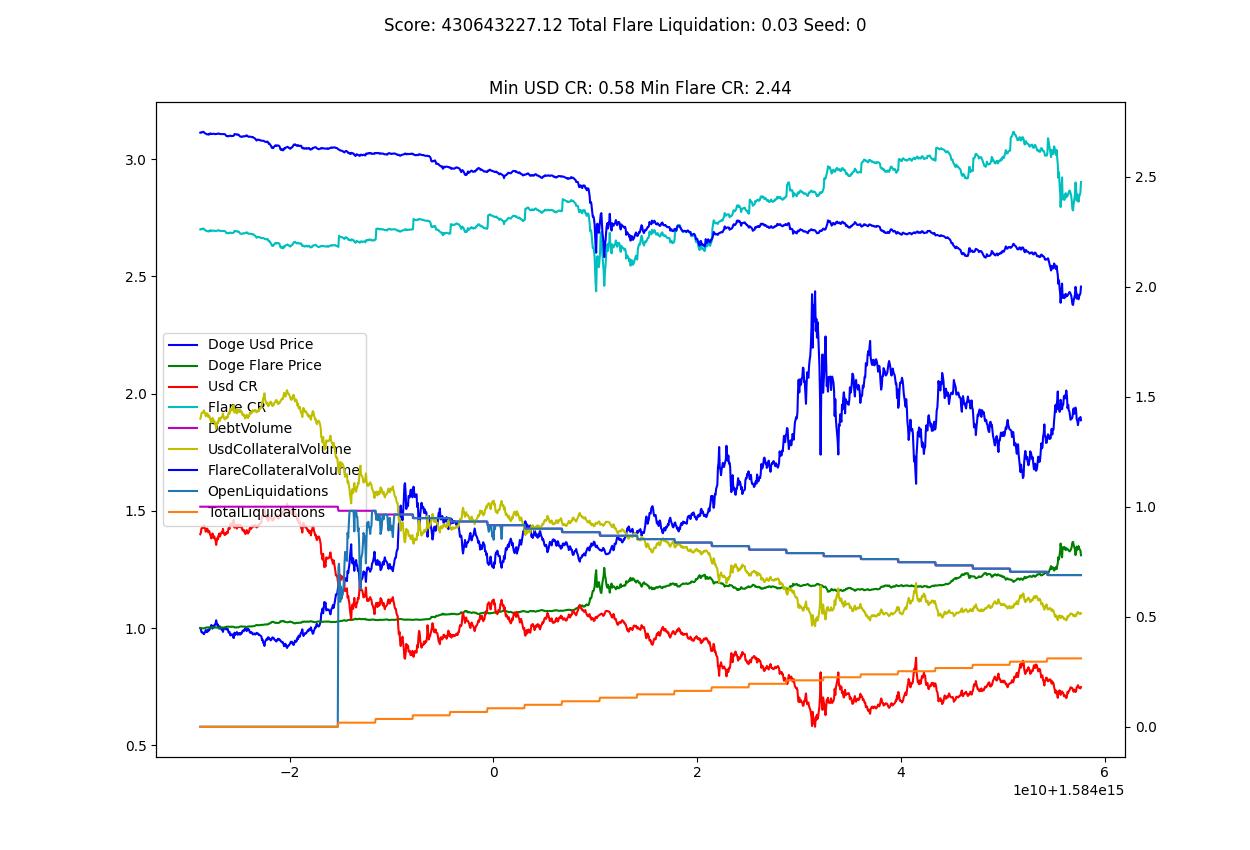 Score: 430643227.12 Total Flare Liquidation: 0.03 Seed: 0
Min USD CR: 0.58 Min Flare CR: 2.44
3.0
2.5
2.0
1.5
1.0
0.5
Doge Usd Price
Doge Flare Price
Usd CR
Flare CR
DebtVolume
UsdCollateralVolume
FlareCollateralVolume
OpenLiquidations
TotalLiquidations
2.5
2.0
1.5
1.0
0.5
0.0
−2 0 2 4 6
1e10+1.584e15